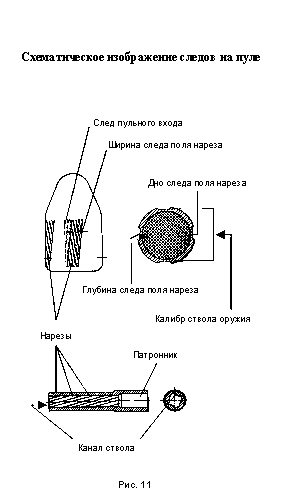 Схематическое изображение следов на пуле
След пульного входа
Ширина следа поля нареза
Дно следа поля нареза
Глубина следа поля нареза
Калибр ствола оружия
Нарезы
Патронник
Канал ствола
Рис. 11